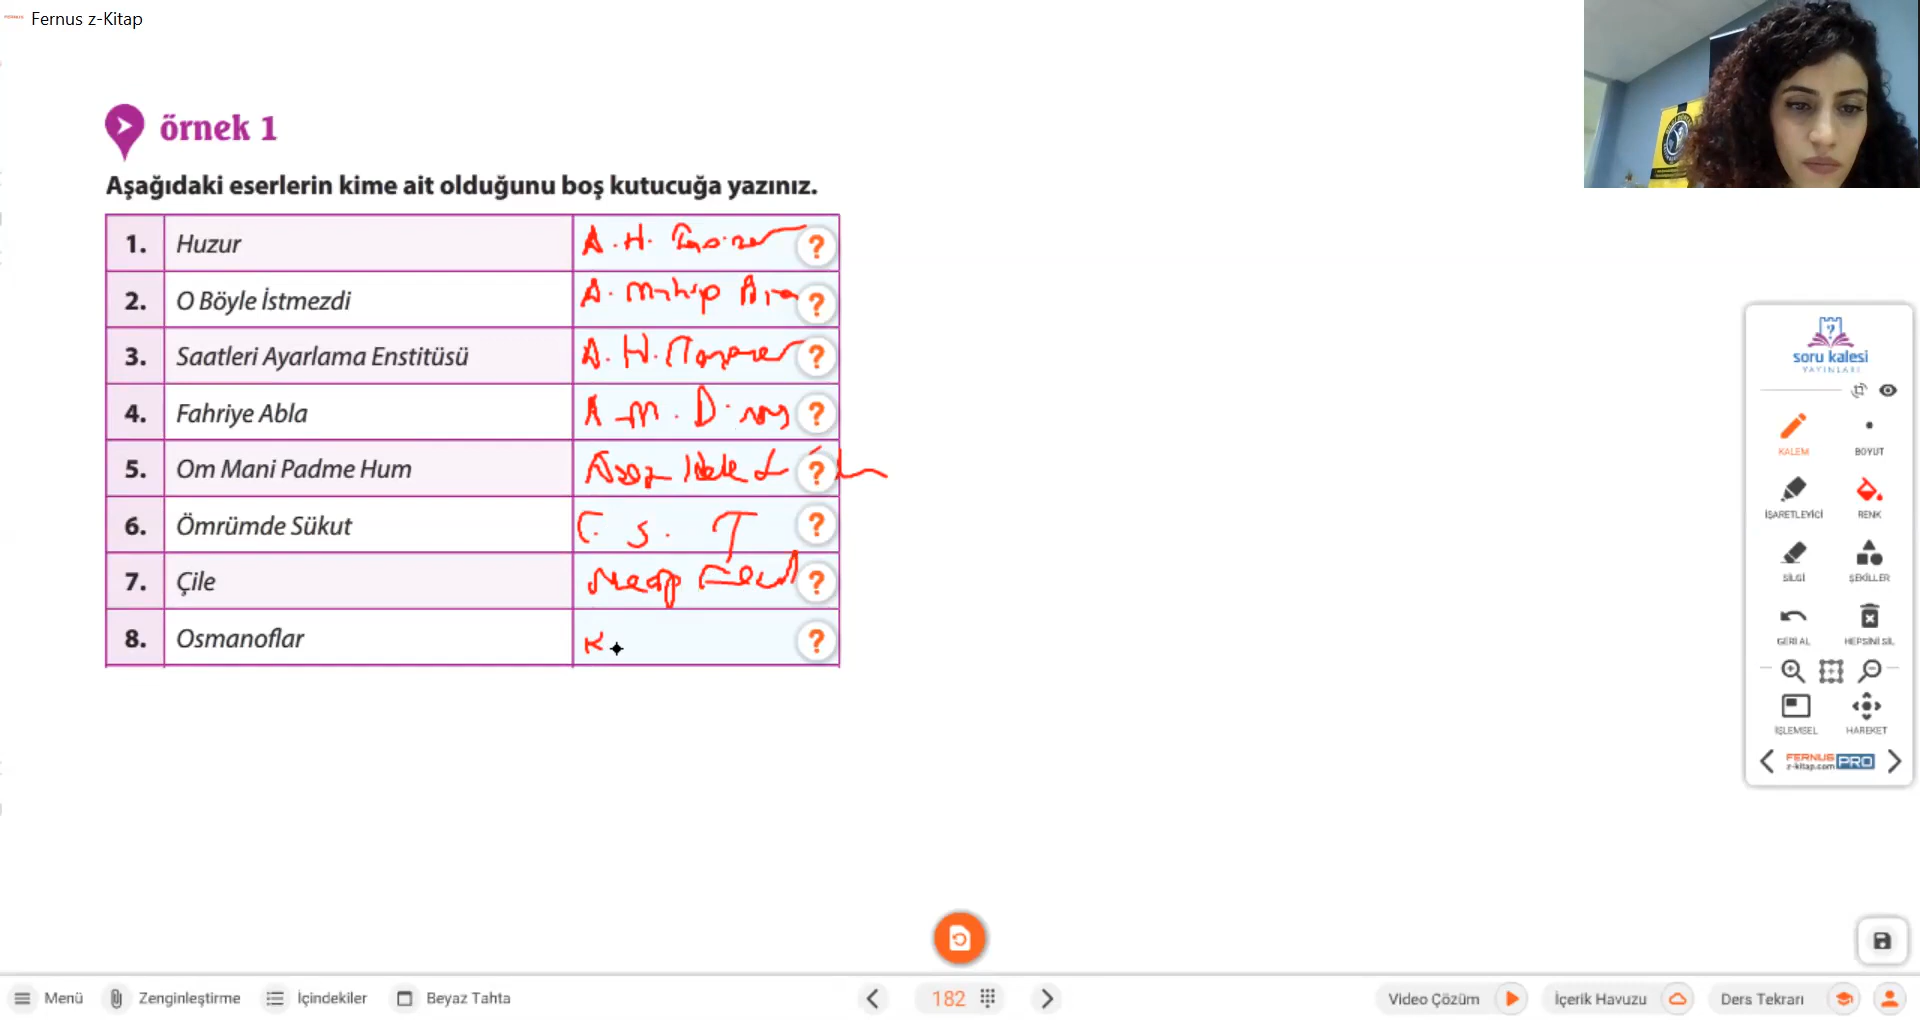 Fernus z-Kitap
örnek 1
Aşağıdaki eserlerin kime ait olduğunu boş kutucuğa yazınız.
1. Huzur A. H. ?
2. O Böyle İstmezdi A. ?
3. Saatleri Ayarlama Enstitüsü A. H. ?
4. Fahriye Abla A. M. D. ?
5. Om Mani Padme Hum ?
6. Ömrümde Sükut C. S. T ?
7. Çile ?
8. Osmanoflar K ?
soru kalesi
YAYINLARI
KALEM BOYUT
İŞARETLEYİCİ RENK
SİLGİ ŞEKİLLER
GERİ AL HEPSİNİ SİL
İŞLEMSEL HAREKET
FERNUS
z-kitap.com PRO
Menü Zenginleştirme İçindekiler Beyaz Tahta 182 Video Çözüm İçerik Havuzu Ders Tekrarı